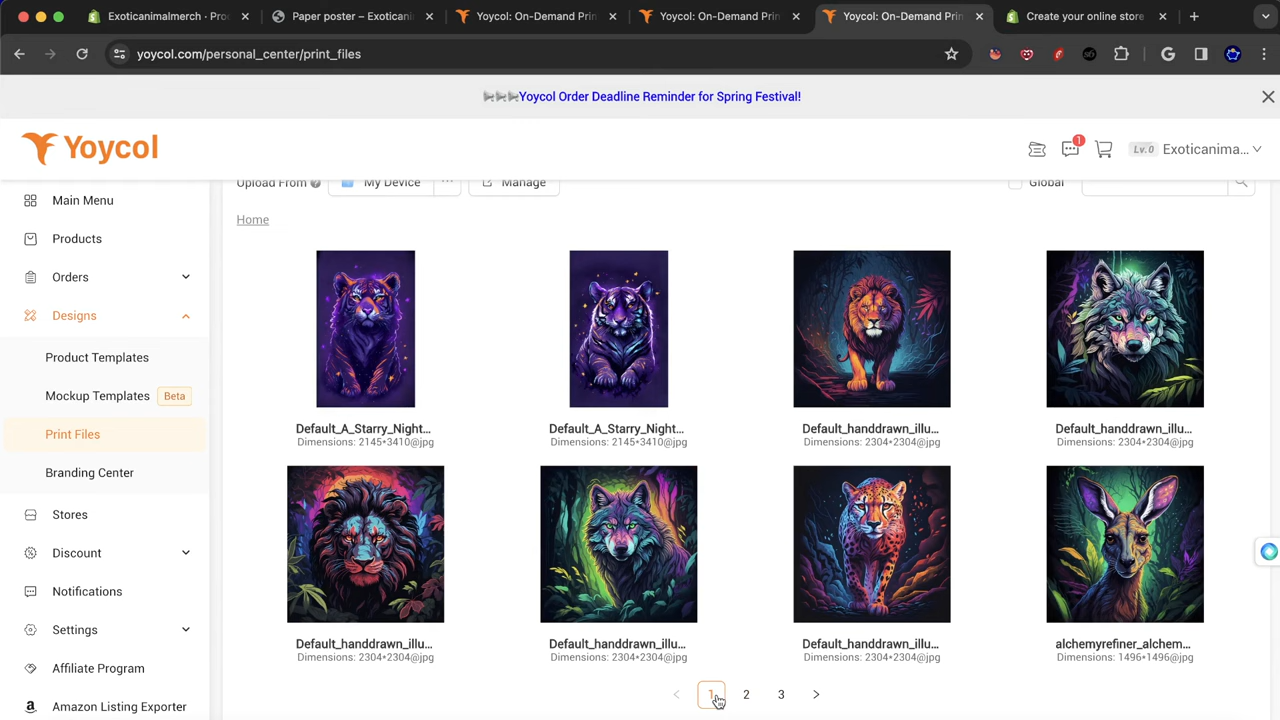 Exoticanimalmerch · Pro
Paper poster – Exoticani
Yoycol: On-Demand Prin
Yoycol: On-Demand Prin
Yoycol: On-Demand Prin
Create your online store
yoycol.com/personal_center/print_files
Yoycol Order Deadline Reminder for Spring Festival!
Yoycol
1
Lv.0 Exoticanima...
Main Menu
Products
Orders
Designs
Product Templates
Mockup Templates Beta
Print Files
Branding Center
Stores
Discount
Notifications
Settings
Affiliate Program
Amazon Listing Exporter
Upload From
My Device
...
Manage
Global
Home
Default_A_Starry_Night...
Dimensions: 2145*3410@jpg
Default_A_Starry_Night...
Dimensions: 2145*3410@jpg
Default_handdrawn_illu...
Dimensions: 2304*2304@jpg
Default_handdrawn_illu...
Dimensions: 2304*2304@jpg
Default_handdrawn_illu...
Dimensions: 2304*2304@jpg
Default_handdrawn_illu...
Dimensions: 2304*2304@jpg
Default_handdrawn_illu...
Dimensions: 2304*2304@jpg
alchemyrefiner_alchem...
Dimensions: 1496*1496@jpg
1 2 3